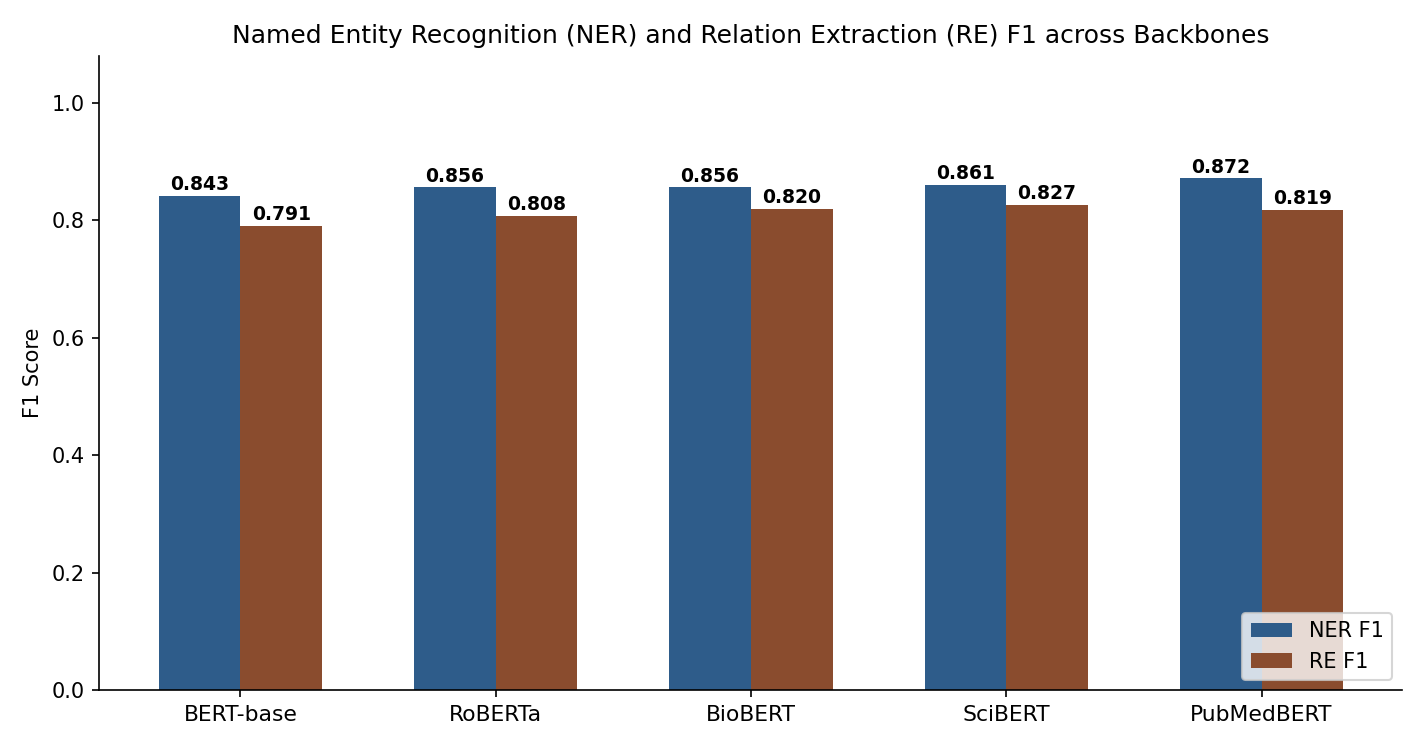 Named Entity Recognition (NER) and Relation Extraction (RE) F1 across Backbones
F1 Score
1.0
0.8
0.6
0.4
0.2
0.0
0.843
0.791
0.856
0.808
0.856
0.820
0.861
0.827
0.872
0.819
BERT-base
RoBERTa
BioBERT
SciBERT
PubMedBERT
NER F1
RE F1